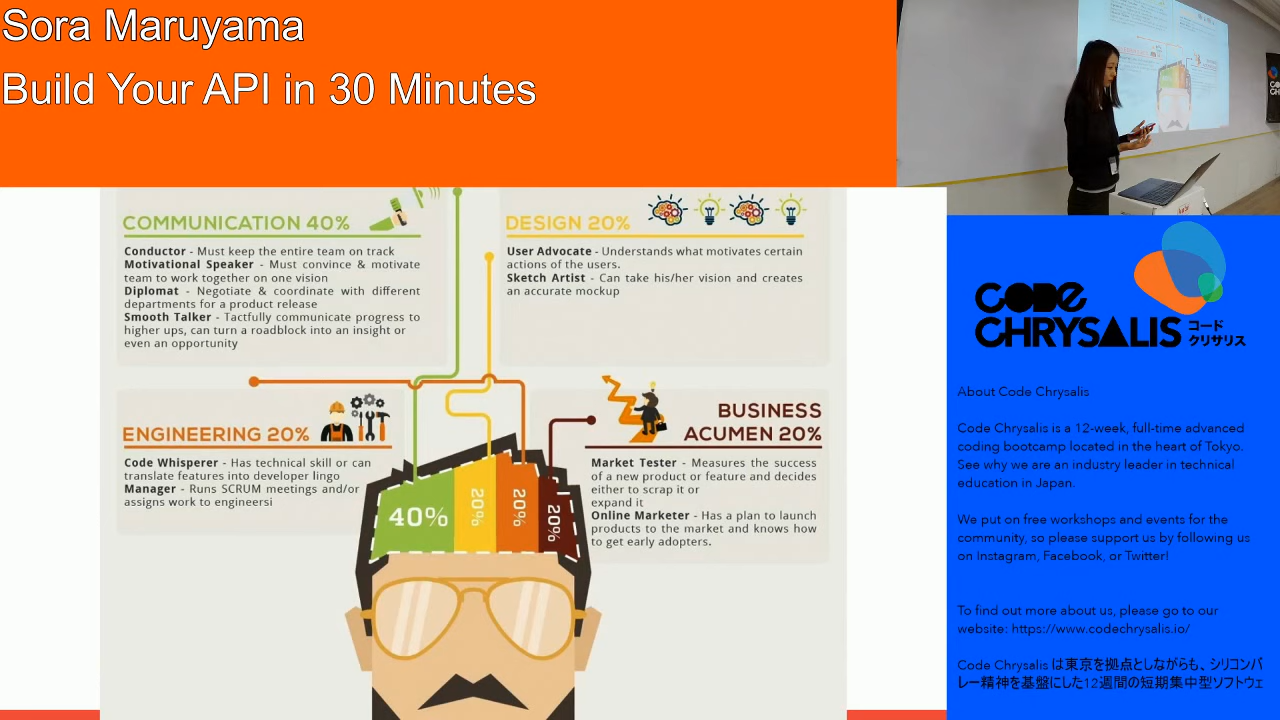 Sora Maruyama
Build Your API in 30 Minutes
COMMUNICATION 40%
Conductor - Must keep the entire team on track
Motivational Speaker - Must convince & motivate
team to work together on one vision
Diplomat - Negotiate & coordinate with different
departments for a product release
Smooth Talker - Tactfully communicate progress to
higher ups, can turn a roadblock into an insight or
even an opportunity
DESIGN 20%
User Advocate - Understands what motivates certain
actions of the users.
Sketch Artist - Can take his/her vision and creates
an accurate mockup
ENGINEERING 20%
Code Whisperer - Has technical skill or can
translate features into developer lingo
Manager - Runs SCRUM meetings and/or
assigns work to engineersi
BUSINESS
ACUMEN 20%
Market Tester - Measures the success
of a new product or feature and decides
either to scrap it or
expand it
Online Marketer - Has a plan to launch
products to the market and knows how
to get early adopters.
40%
20%
20%
20%
CODE
CHRYSALIS
コード
クリサリス
About Code Chrysalis
Code Chrysalis is a 12-week, full-time advanced
coding bootcamp located in the heart of Tokyo.
See why we are an industry leader in technical
education in Japan.
We put on free workshops and events for the
community, so please support us by following us
on Instagram, Facebook, or Twitter!
To find out more about us, please go to our
website: https://www.codechrysalis.io/
Code Chrysalis は東京を拠点としながらも、シリコンバ
レー精神を基盤にした12週間の短期集中型ソフトウェ